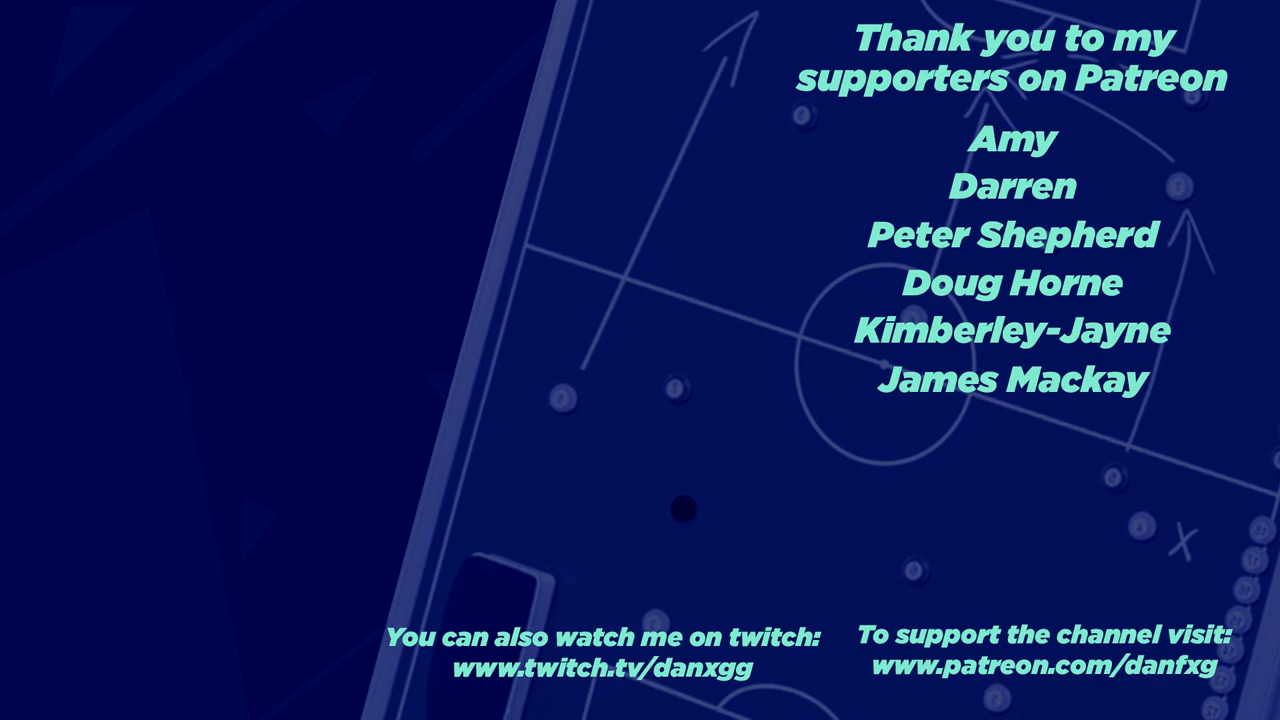 Thank you to my
supporters on Patreon
Amy
Darren
Peter Shepherd
Doug Horne
Kimberley-Jayne
James Mackay
You can also watch me on twitch:
www.twitch.tv/danxgg
To support the channel visit:
www.patreon.com/danfxg
X